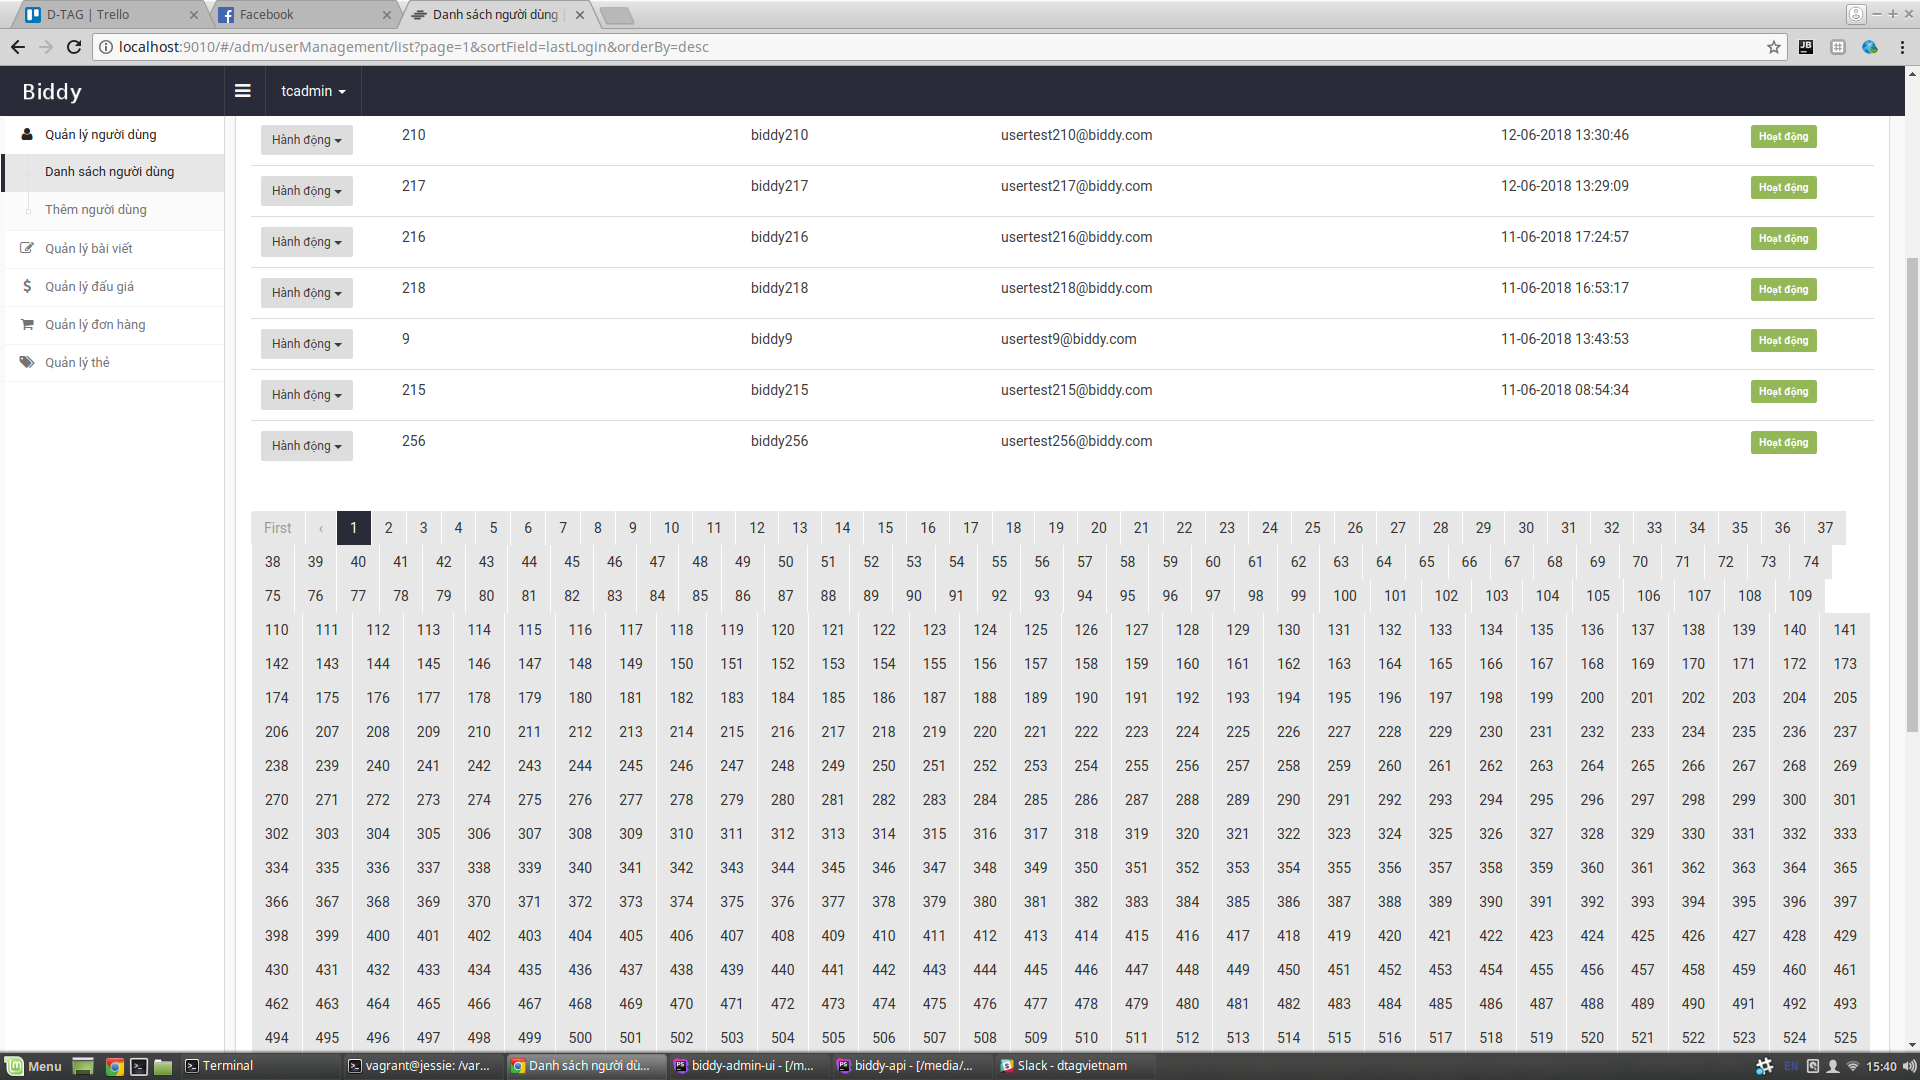 D-TAG | Trello
Facebook
Danh sách người dùng
localhost:9010/#/adm/userManagement/list?page=1&sortField=lastLogin&orderBy=desc
Biddy
tcadmin
Quản lý người dùng
Danh sách người dùng
Thêm người dùng
Quản lý bài viết
Quản lý đấu giá
Quản lý đơn hàng
Quản lý thẻ
Hành động 210 biddy210 usertest210@biddy.com 12-06-2018 13:30:46 Hoạt động
Hành động 217 biddy217 usertest217@biddy.com 12-06-2018 13:29:09 Hoạt động
Hành động 216 biddy216 usertest216@biddy.com 11-06-2018 17:24:57 Hoạt động
Hành động 218 biddy218 usertest218@biddy.com 11-06-2018 16:53:17 Hoạt động
Hành động 9 biddy9 usertest9@biddy.com 11-06-2018 13:43:53 Hoạt động
Hành động 215 biddy215 usertest215@biddy.com 11-06-2018 08:54:34 Hoạt động
Hành động 256 biddy256 usertest256@biddy.com Hoạt động
First ‹ 1 2 3 4 5 6 7 8 9 10 11 12 13 14 15 16 17 18 19 20 21 22 23 24 25 26 27 28 29 30 31 32 33 34 35 36 37
38 39 40 41 42 43 44 45 46 47 48 49 50 51 52 53 54 55 56 57 58 59 60 61 62 63 64 65 66 67 68 69 70 71 72 73 74
75 76 77 78 79 80 81 82 83 84 85 86 87 88 89 90 91 92 93 94 95 96 97 98 99 100 101 102 103 104 105 106 107 108 109
110 111 112 113 114 115 116 117 118 119 120 121 122 123 124 125 126 127 128 129 130 131 132 133 134 135 136 137 138 139 140 141
142 143 144 145 146 147 148 149 150 151 152 153 154 155 156 157 158 159 160 161 162 163 164 165 166 167 168 169 170 171 172 173
174 175 176 177 178 179 180 181 182 183 184 185 186 187 188 189 190 191 192 193 194 195 196 197 198 199 200 201 202 203 204 205
206 207 208 209 210 211 212 213 214 215 216 217 218 219 220 221 222 223 224 225 226 227 228 229 230 231 232 233 234 235 236 237
238 239 240 241 242 243 244 245 246 247 248 249 250 251 252 253 254 255 256 257 258 259 260 261 262 263 264 265 266 267 268 269
270 271 272 273 274 275 276 277 278 279 280 281 282 283 284 285 286 287 288 289 290 291 292 293 294 295 296 297 298 299 300 301
302 303 304 305 306 307 308 309 310 311 312 313 314 315 316 317 318 319 320 321 322 323 324 325 326 327 328 329 330 331 332 333
334 335 336 337 338 339 340 341 342 343 344 345 346 347 348 349 350 351 352 353 354 355 356 357 358 359 360 361 362 363 364 365
366 367 368 369 370 371 372 373 374 375 376 377 378 379 380 381 382 383 384 385 386 387 388 389 390 391 392 393 394 395 396 397
398 399 400 401 402 403 404 405 406 407 408 409 410 411 412 413 414 415 416 417 418 419 420 421 422 423 424 425 426 427 428 429
430 431 432 433 434 435 436 437 438 439 440 441 442 443 444 445 446 447 448 449 450 451 452 453 454 455 456 457 458 459 460 461
462 463 464 465 466 467 468 469 470 471 472 473 474 475 476 477 478 479 480 481 482 483 484 485 486 487 488 489 490 491 492 493
494 495 496 497 498 499 500 501 502 503 504 505 506 507 508 509 510 511 512 513 514 515 516 517 518 519 520 521 522 523 524 525
Menu Terminal vagrant@jessie: /var... Danh sách người dù... biddy-admin-ui - [/m... biddy-api - [/media/... Slack - dtagvietnam EN 15:40